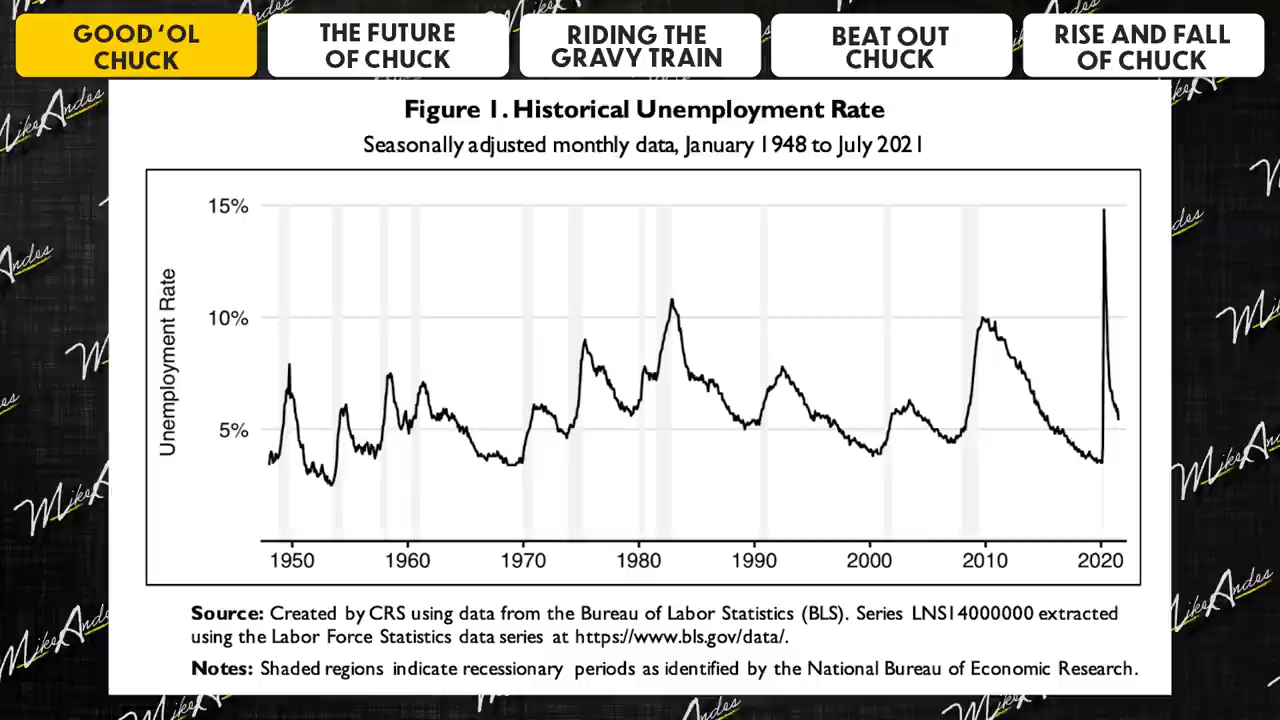 GOOD ‘OL
CHUCK
THE FUTURE
OF CHUCK
RIDING THE
GRAVY TRAIN
BEAT OUT
CHUCK
RISE AND FALL
OF CHUCK
Figure 1. Historical Unemployment Rate
Seasonally adjusted monthly data, January 1948 to July 2021
Unemployment Rate
15%
10%
5%
1950 1960 1970 1980 1990 2000 2010 2020
Source: Created by CRS using data from the Bureau of Labor Statistics (BLS). Series LNS14000000 extracted
using the Labor Force Statistics data series at https://www.bls.gov/data/.
Notes: Shaded regions indicate recessionary periods as identified by the National Bureau of Economic Research.
MikeAndes